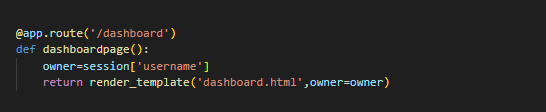 @app.route('/dashboard')
def dashboardpage():
    owner=session['username']
    return render_template('dashboard.html',owner=owner)